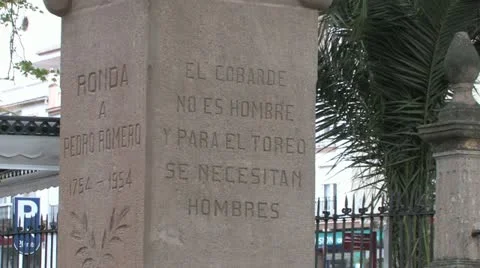 RONDA
A
PEDRO ROMERO
1754 - 1954
EL COBARDE
NO ES HOMBRE
Y PARA EL TOREO
SE NECESITAN
HOMBRES
P